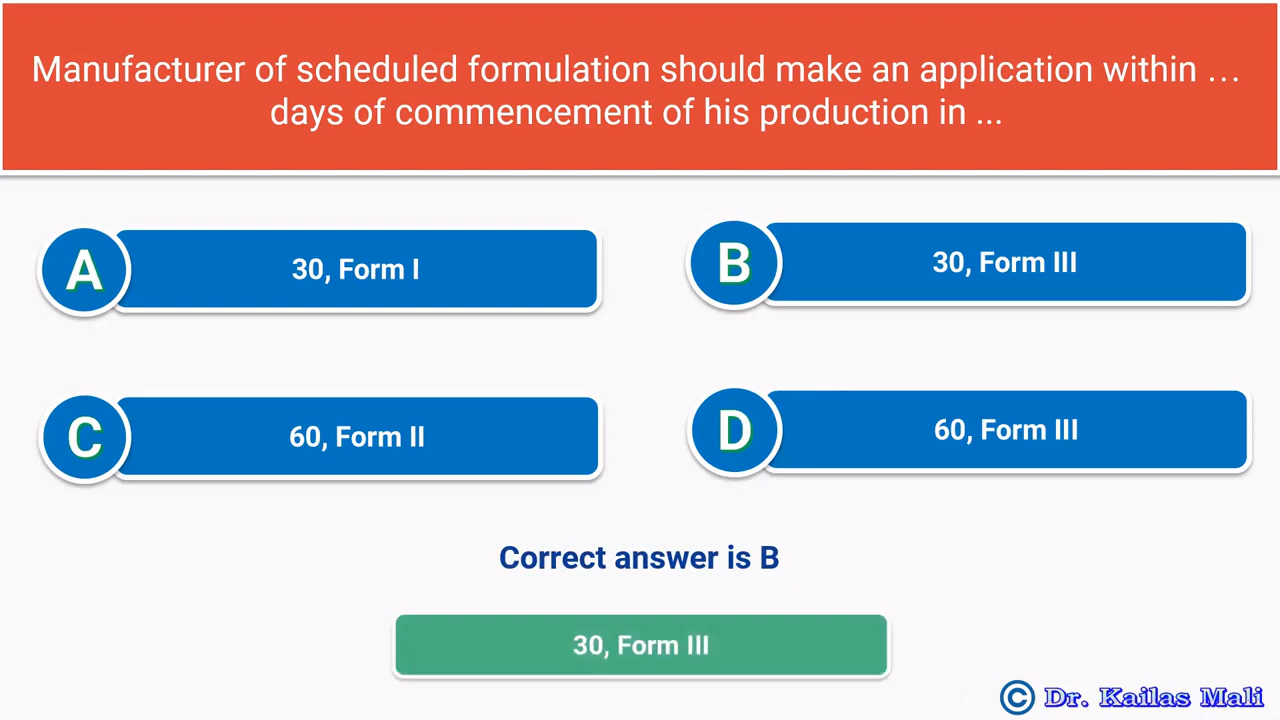 Manufacturer of scheduled formulation should make an application within …
days of commencement of his production in ...
A
30, Form I
B
30, Form III
C
60, Form II
D
60, Form III
Correct answer is B
30, Form III
© Dr. Kailas Mali